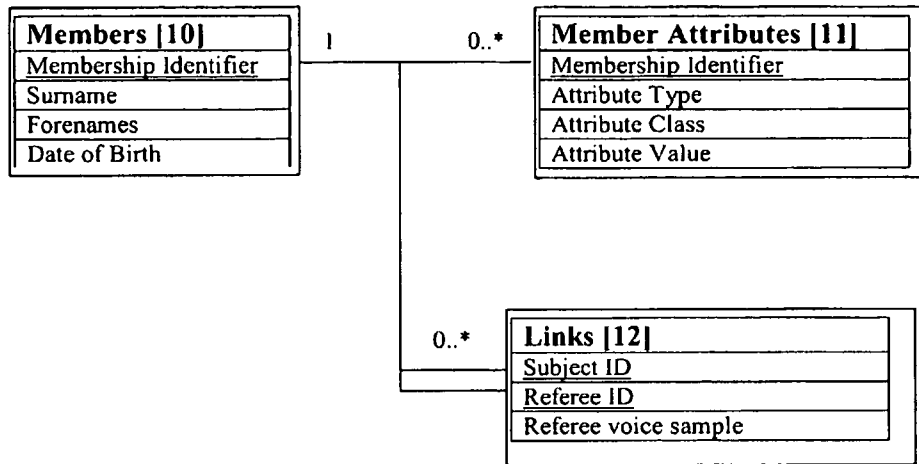 Members [10]
Membership Identifier
Surname
Forenames
Date of Birth
1
0..*
Member Attributes [11]
Membership Identifier
Attribute Type
Attribute Class
Attribute Value
0..*
Links [12]
Subject ID
Referee ID
Referee voice sample